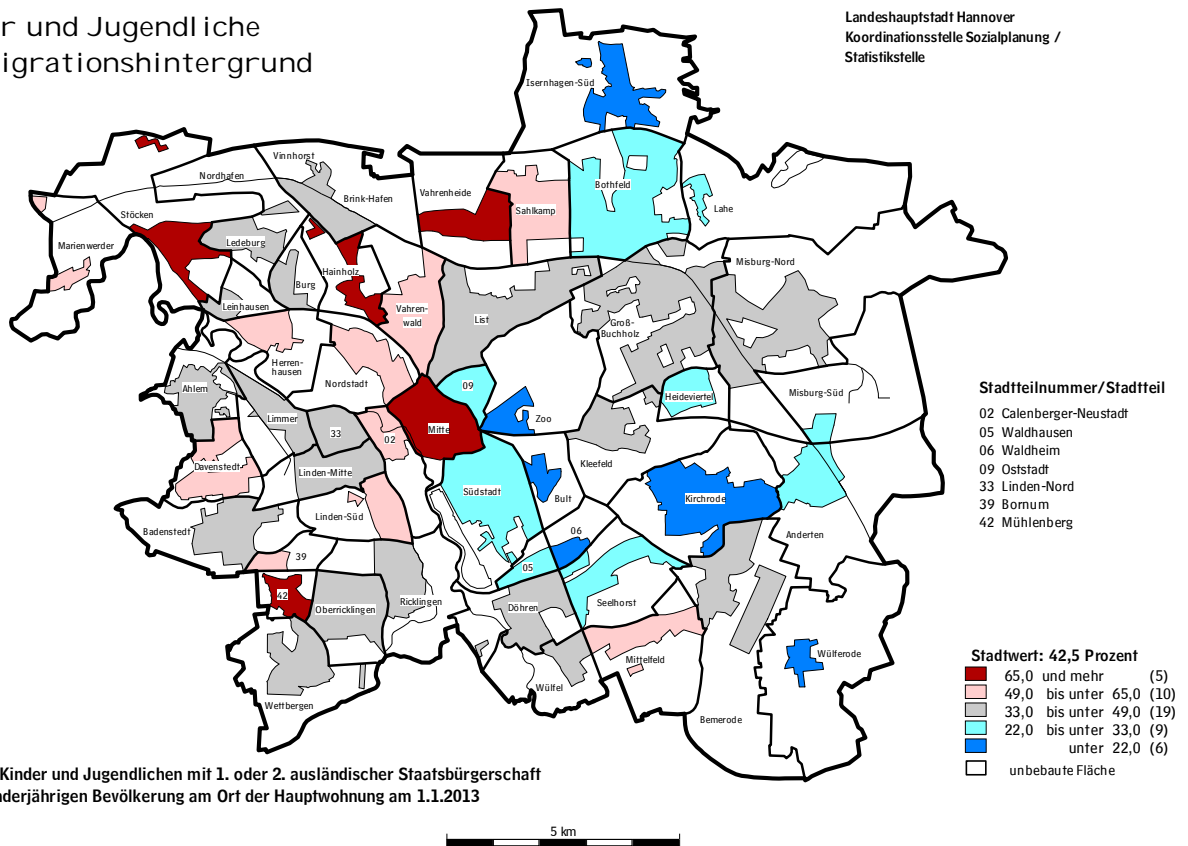 r und Jugendliche
igrationshintergrund
Landeshauptstadt Hannover
Koordinationsstelle Sozialplanung /
Statistikstelle
Isernhagen-Süd
Vinnhorst
Nordhafen
Brink-Hafen
Vahrenheide
Sahlkamp
Bothfeld
Lahe
Stöcken
Marienwerder
Ledeburg
Hainholz
Burg
Leinhausen
Misburg-Nord
Vahren-
wald
List
Groß-
Buchholz
Herren-
hausen
Nordstadt
Ahlem
Limmer
33
02
Mitte
09
Zoo
Heideviertel
Misburg-Süd
Davenstedt
Linden-Mitte
Kleefeld
Südstadt
Bult
Kirchrode
Linden-Süd
Badenstedt
06
Anderten
39
05
42
Oberricklingen
Ricklingen
Döhren
Seelhorst
Mittelfeld
Wülferode
Wülfel
Wettbergen
Bemerode
Stadtteilnummer/Stadtteil
02 Calenberger-Neustadt
05 Waldhausen
06 Waldheim
09 Oststadt
33 Linden-Nord
39 Bornum
42 Mühlenberg
Stadtwert: 42,5 Prozent
65,0 und mehr (5)
49,0 bis unter 65,0 (10)
33,0 bis unter 49,0 (19)
22,0 bis unter 33,0 (9)
unter 22,0 (6)
unbebaute Fläche
Kinder und Jugendlichen mit 1. oder 2. ausländischer Staatsbürgerschaft
nderjährigen Bevölkerung am Ort der Hauptwohnung am 1.1.2013
5 km